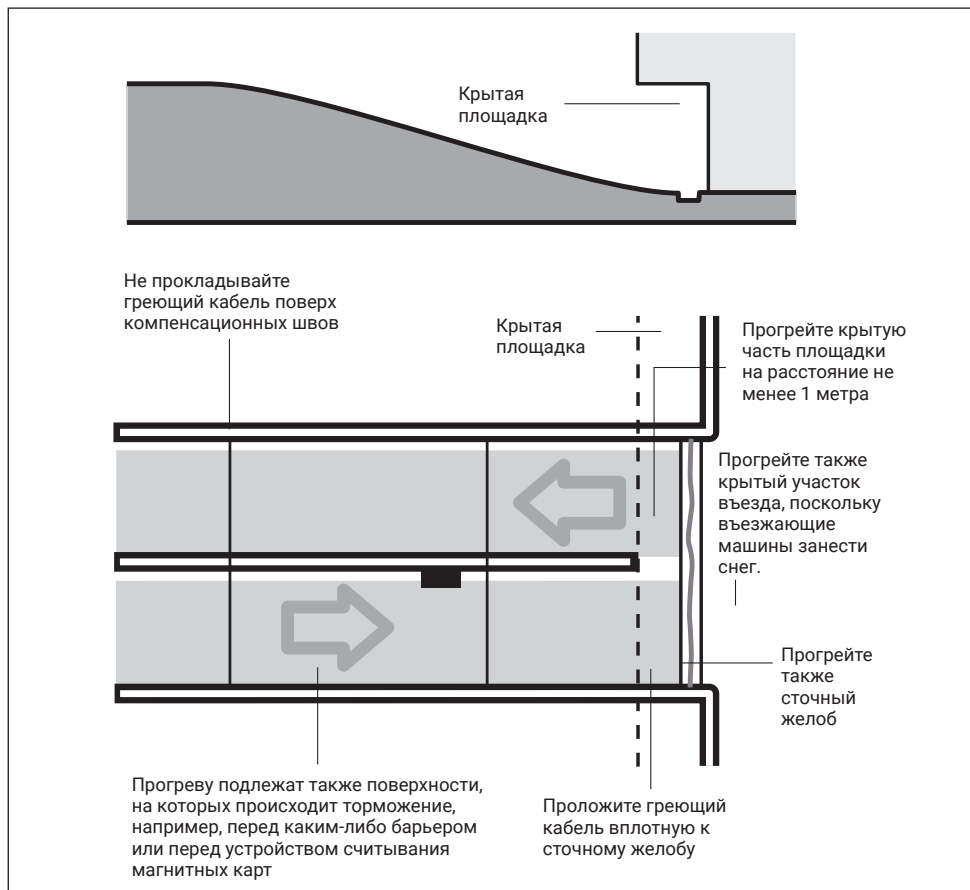 Крытая
площадка
Не прокладывайте
греющий кабель поверх
компенсационных швов
Крытая
площадка
Прогрейте крытую
часть площадки
на расстояние не
менее 1 метра
Прогрейте также
крытый участок
въезда, поскольку
въезжающие
машины занести
снег.
Прогрейте
также
сточный
желоб
Прогреву подлежат также поверхности,
на которых происходит торможение,
например, перед каким-либо барьером
или перед устройством считывания
магнитных карт
Проложите греющий
кабель вплотную к
сточному желобу